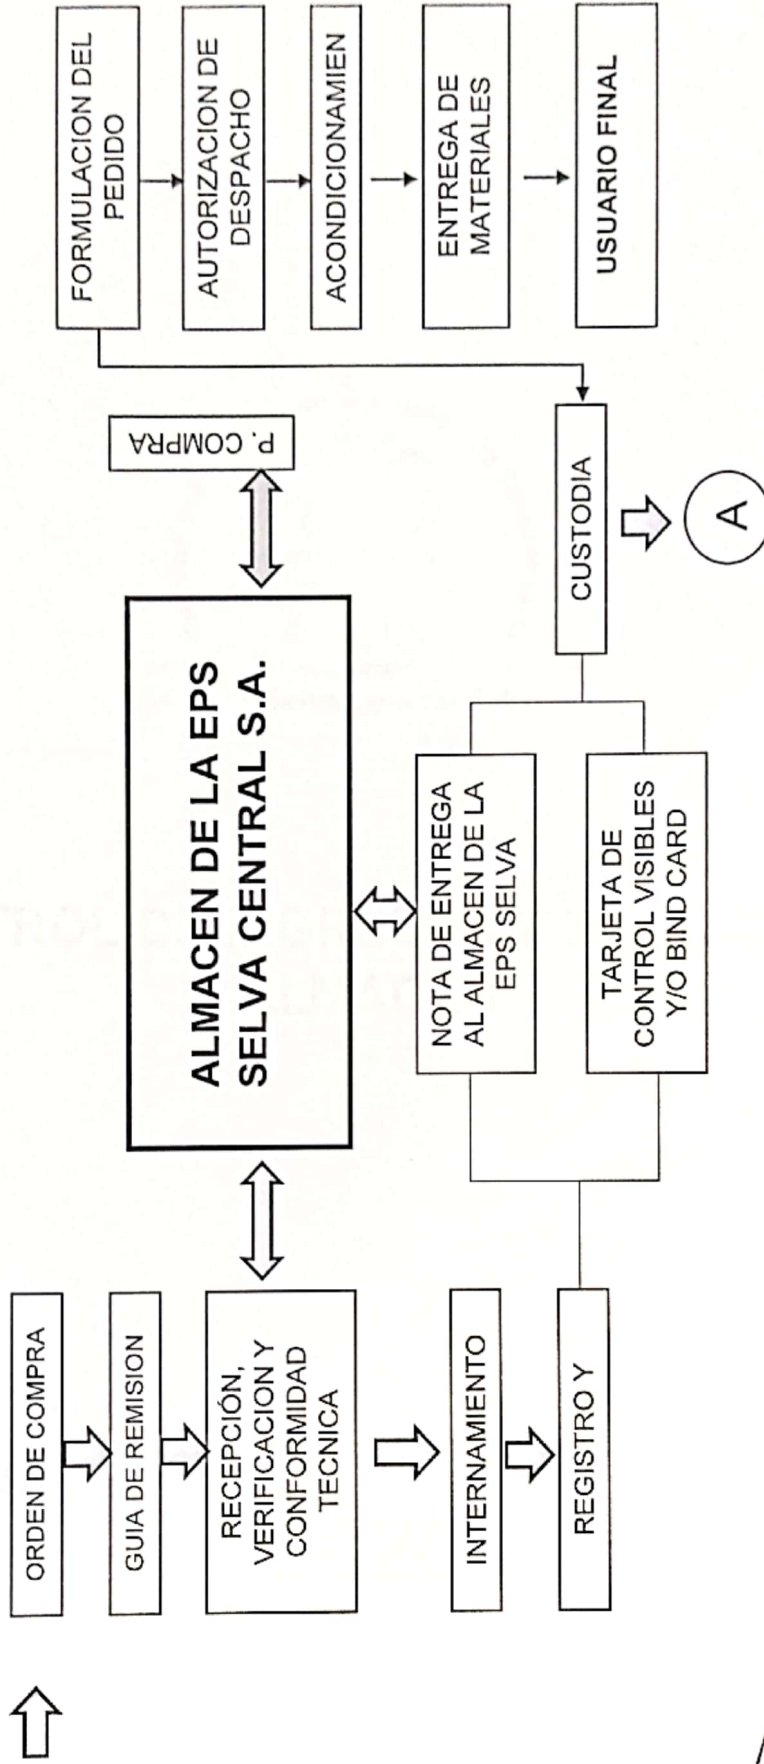 ORDEN DE COMPRA
GUIA DE REMISION
RECEPCIÓN,
VERIFICACION Y
CONFORMIDAD
TECNICA
INTERNAMIENTO
REGISTRO Y
ALMACEN DE LA EPS
SELVA CENTRAL S.A.
NOTA DE ENTREGA
AL ALMACEN DE LA
EPS SELVA
TARJETA DE
CONTROL VISIBLES
Y/O BIND CARD
P. COMPRA
CUSTODIA
A
FORMULACION DEL
PEDIDO
AUTORIZACION DE
DESPACHO
ACONDICIONAMIEN
ENTREGA DE
MATERIALES
USUARIO FINAL